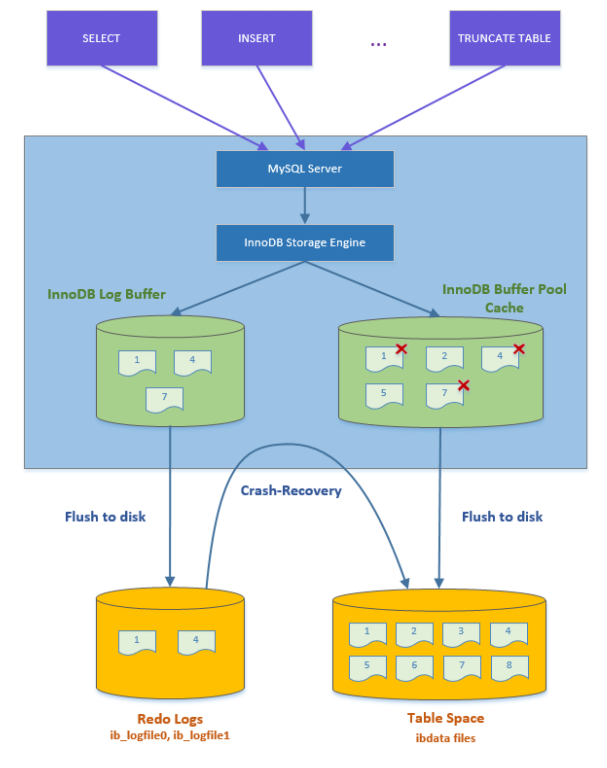 SELECT
INSERT
...
TRUNCATE TABLE
MySQL Server
InnoDB Storage Engine
InnoDB Log Buffer
InnoDB Buffer Pool
Cache
1
4
7
1
2
4
5
7
Crash-Recovery
Flush to disk
Flush to disk
1
4
1
2
3
4
5
6
7
8
Redo Logs
ib_logfile0, ib_logfile1
Table Space
ibdata files